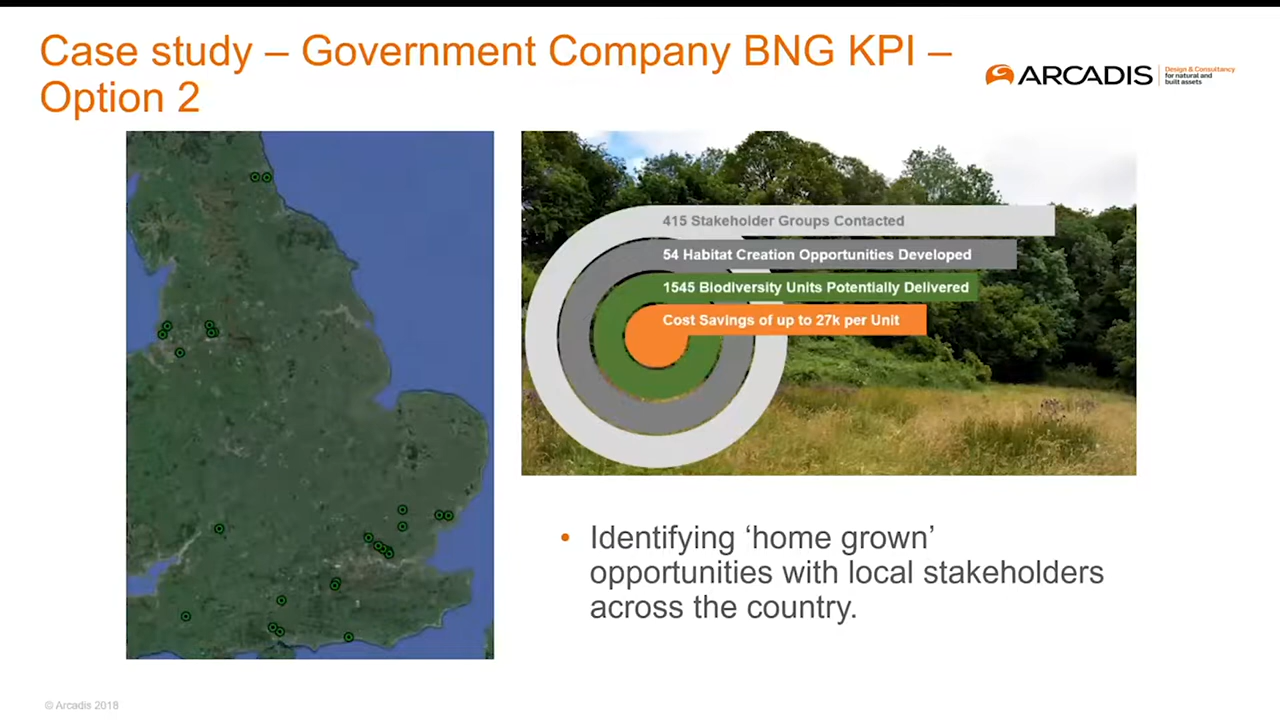 Case study – Government Company BNG KPI –
Option 2
ARCADIS
Design & Consultancy
for natural and
built assets
415 Stakeholder Groups Contacted
54 Habitat Creation Opportunities Developed
1545 Biodiversity Units Potentially Delivered
Cost Savings of up to 27k per Unit
• Identifying ‘home grown’
opportunities with local stakeholders
across the country.
© Arcadis 2018